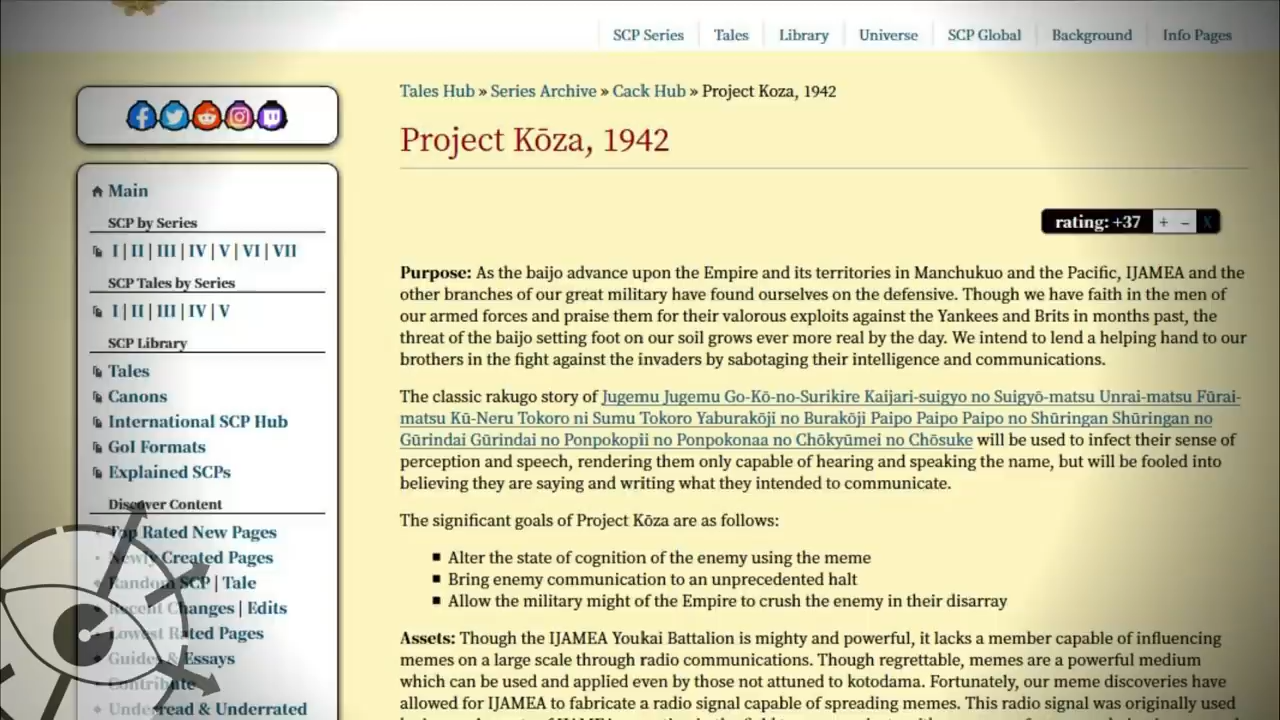 SCP Series Tales Library Universe SCP Global Background Info Pages
Main
SCP by Series
I | II | III | IV | V | VI | VII
SCP Tales by Series
I | II | III | IV | V
SCP Library
Tales
Canons
International SCP Hub
GoI Formats
Explained SCPs
Discover Content
Top Rated New Pages
Newly Created Pages
Random SCP | Tale
Recent Changes | Edits
Lowest Rated Pages
Guides & Essays
Contribute
Underread & Underrated
Tales Hub » Series Archive » Cack Hub » Project Koza, 1942
Project Kōza, 1942
rating: +37 + – X
Purpose: As the baijo advance upon the Empire and its territories in Manchukuo and the Pacific, IJAMEA and the
other branches of our great military have found ourselves on the defensive. Though we have faith in the men of
our armed forces and praise them for their valorous exploits against the Yankees and Brits in months past, the
threat of the baijo setting foot on our soil grows ever more real by the day. We intend to lend a helping hand to our
brothers in the fight against the invaders by sabotaging their intelligence and communications.
The classic rakugo story of Jugemu Jugemu Go-Kō-no-Surikire Kaijari-suigyo no Suigyō-matsu Unrai-matsu Fūrai-
matsu Kū-Neru Tokoro ni Sumu Tokoro Yaburakōji no Burakōji Paipo Paipo Paipo no Shūringan Shūringan no
Gūrindai Gūrindai no Ponpokopii no Ponpokonaa no Chōkyūmei no Chōsuke will be used to infect their sense of
perception and speech, rendering them only capable of hearing and speaking the name, but will be fooled into
believing they are saying and writing what they intended to communicate.
The significant goals of Project Kōza are as follows:
■ Alter the state of cognition of the enemy using the meme
■ Bring enemy communication to an unprecedented halt
■ Allow the military might of the Empire to crush the enemy in their disarray
Assets: Though the IJAMEA Youkai Battalion is mighty and powerful, it lacks a member capable of influencing
memes on a large scale through radio communications. Though regrettable, memes are a powerful medium
which can be used and applied even by those not attuned to kotodama. Fortunately, our meme discoveries have
allowed for IJAMEA to fabricate a radio signal capable of spreading memes. This radio signal was originally used